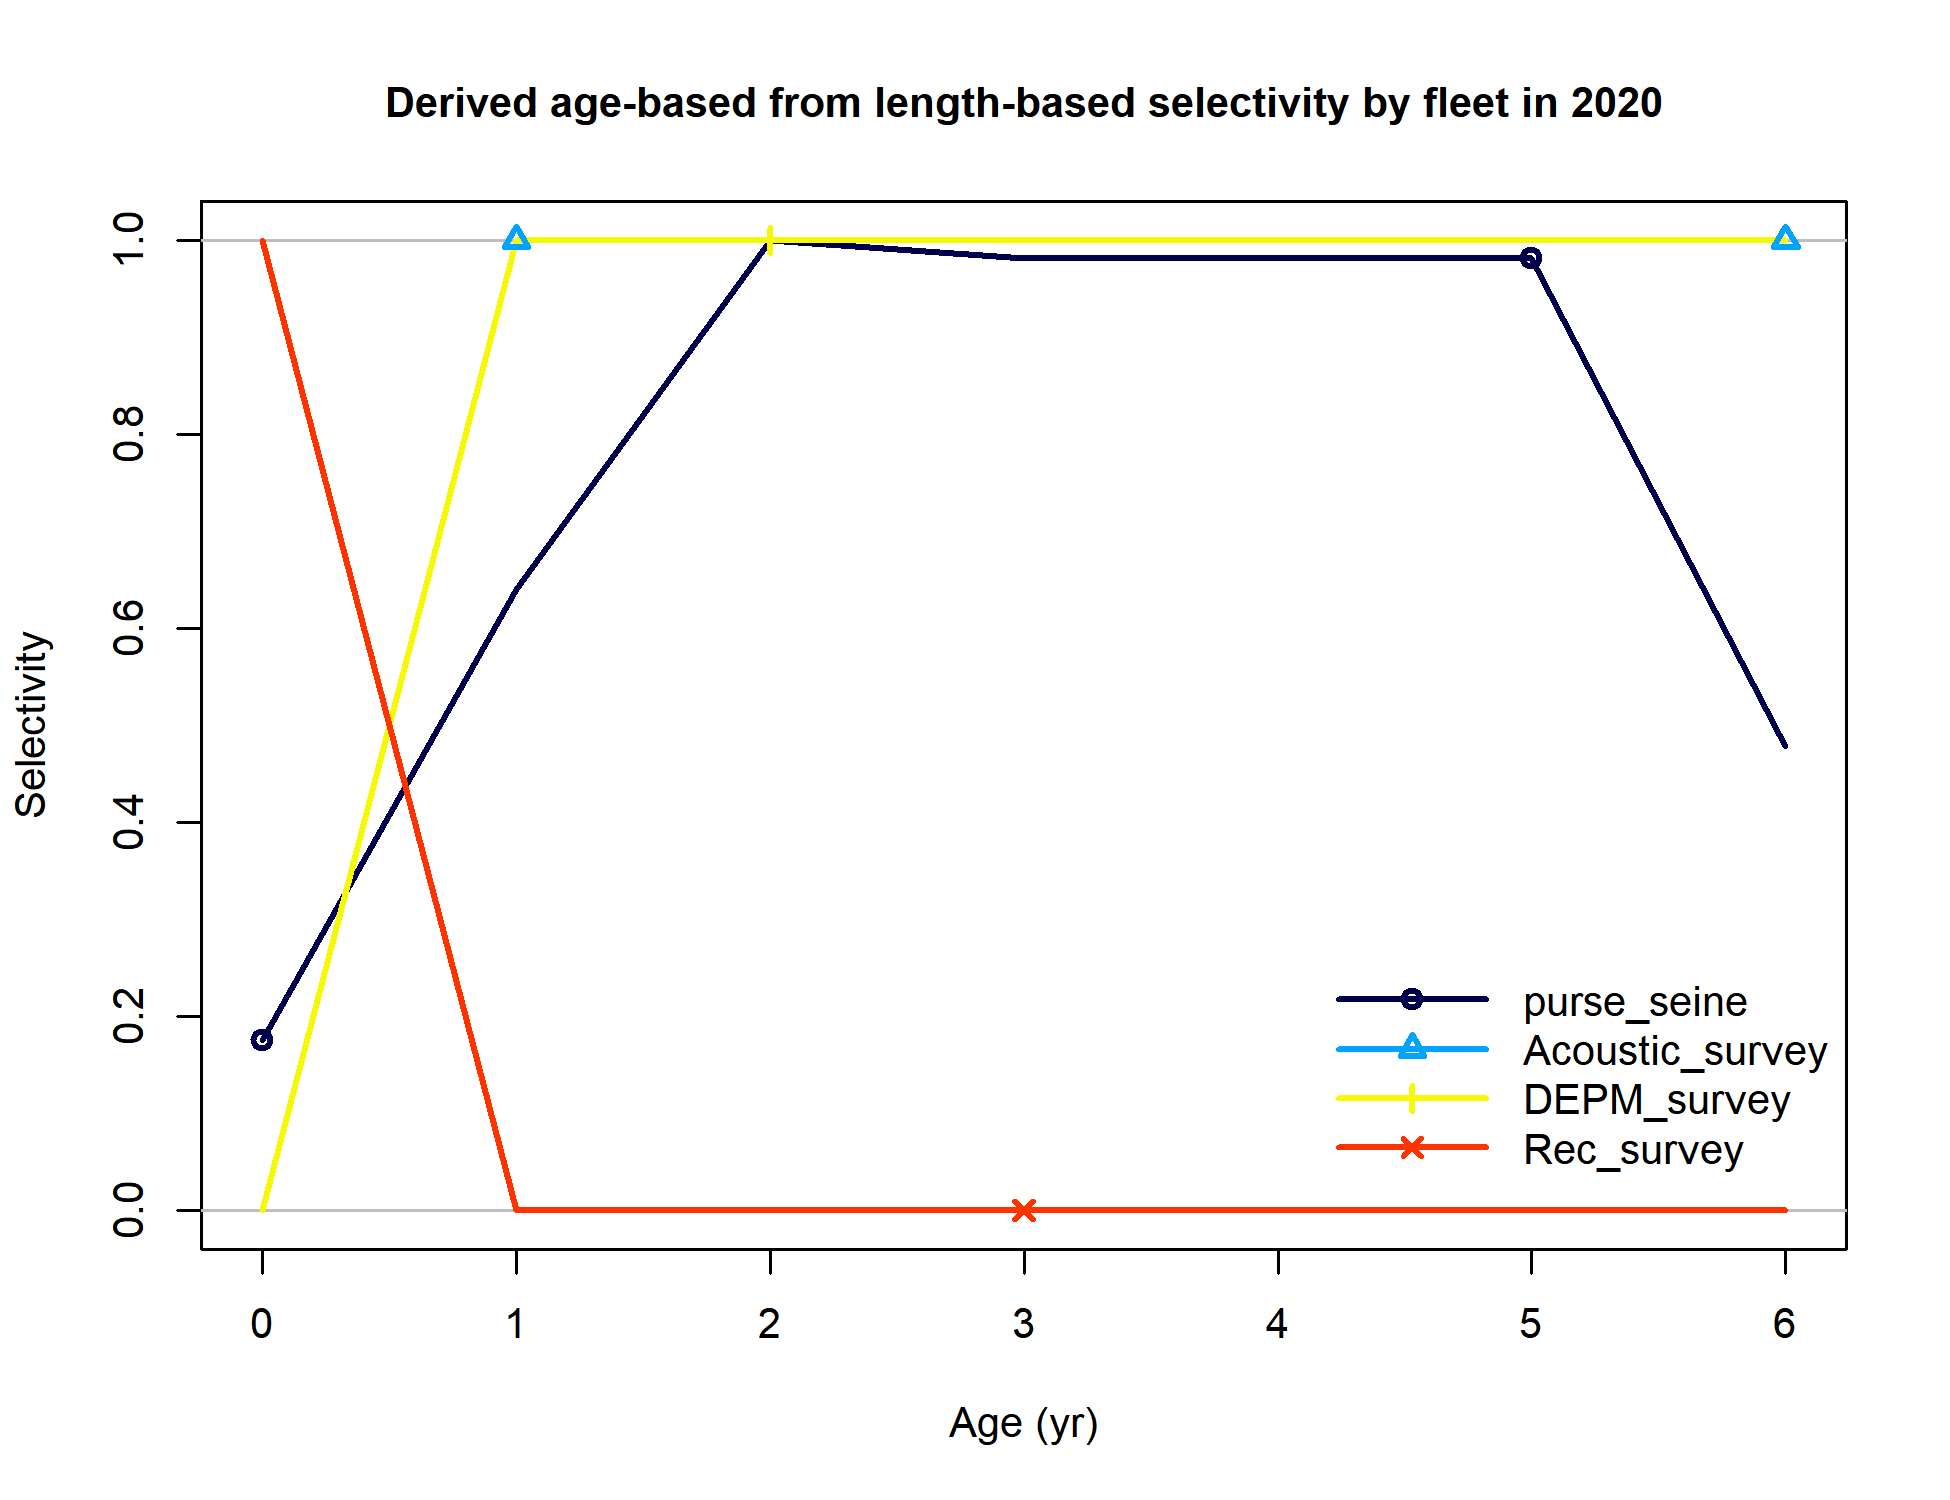 Derived age-based from length-based selectivity by fleet in 2020
Selectivity
1.0
0.8
0.6
0.4
0.2
0.0
purse_seine
Acoustic_survey
DEPM_survey
Rec_survey
0 1 2 3 4 5 6
Age (yr)